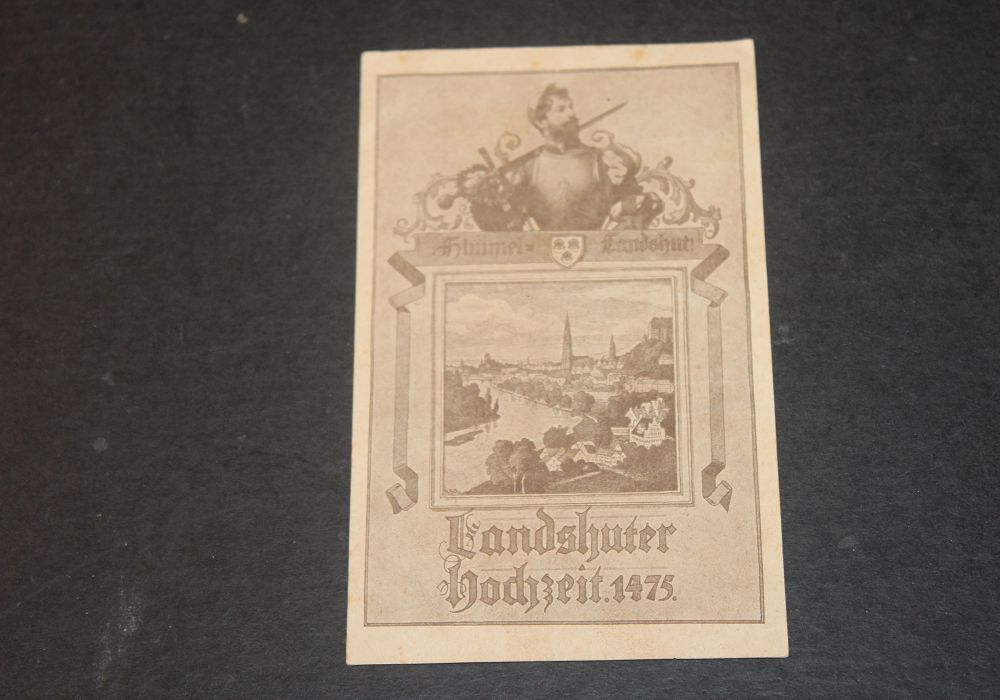 Himmel= Landshut!
Landshuter
Hochzeit. 1475.